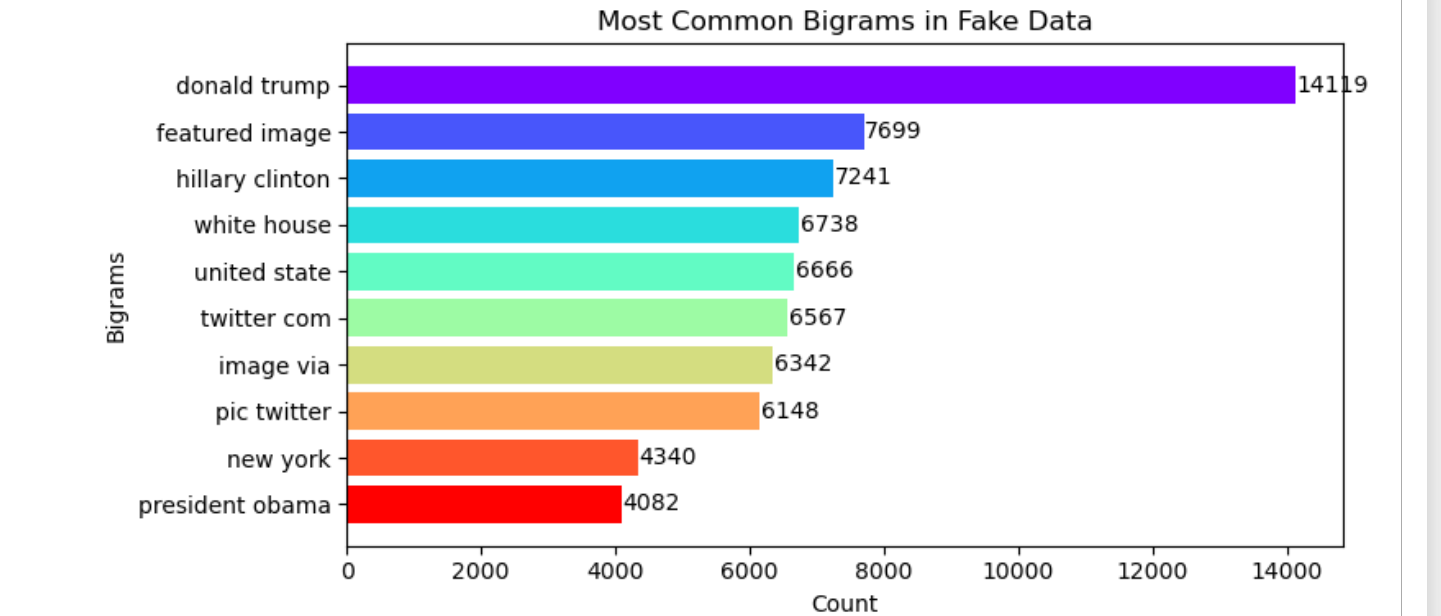 Most Common Bigrams in Fake Data
donald trump 14119
featured image 7699
hillary clinton 7241
white house 6738
united state 6666
twitter com 6567
image via 6342
pic twitter 6148
new york 4340
president obama 4082
Bigrams
0 2000 4000 6000 8000 10000 12000 14000
Count